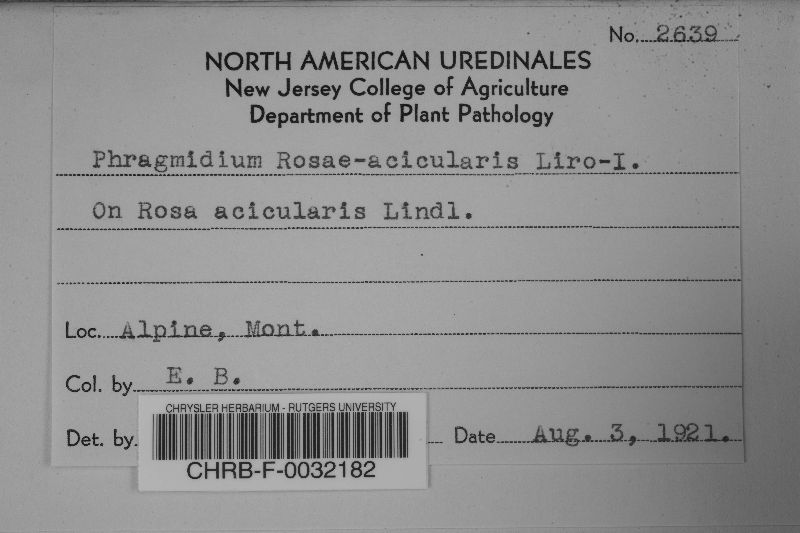 No. 2639
NORTH AMERICAN UREDINALES
New Jersey College of Agriculture
Department of Plant Pathology
Phragmidium Rosae-acicularis Liro-I.
On Rosa acicularis Lindl.
Loc. Alpine, Mont.
Col. by E. B.
Det. by Date Aug. 3, 1921.
CHRYSLER HERBARIUM - RUTGERS UNIVERSITY
CHRB-F-0032182